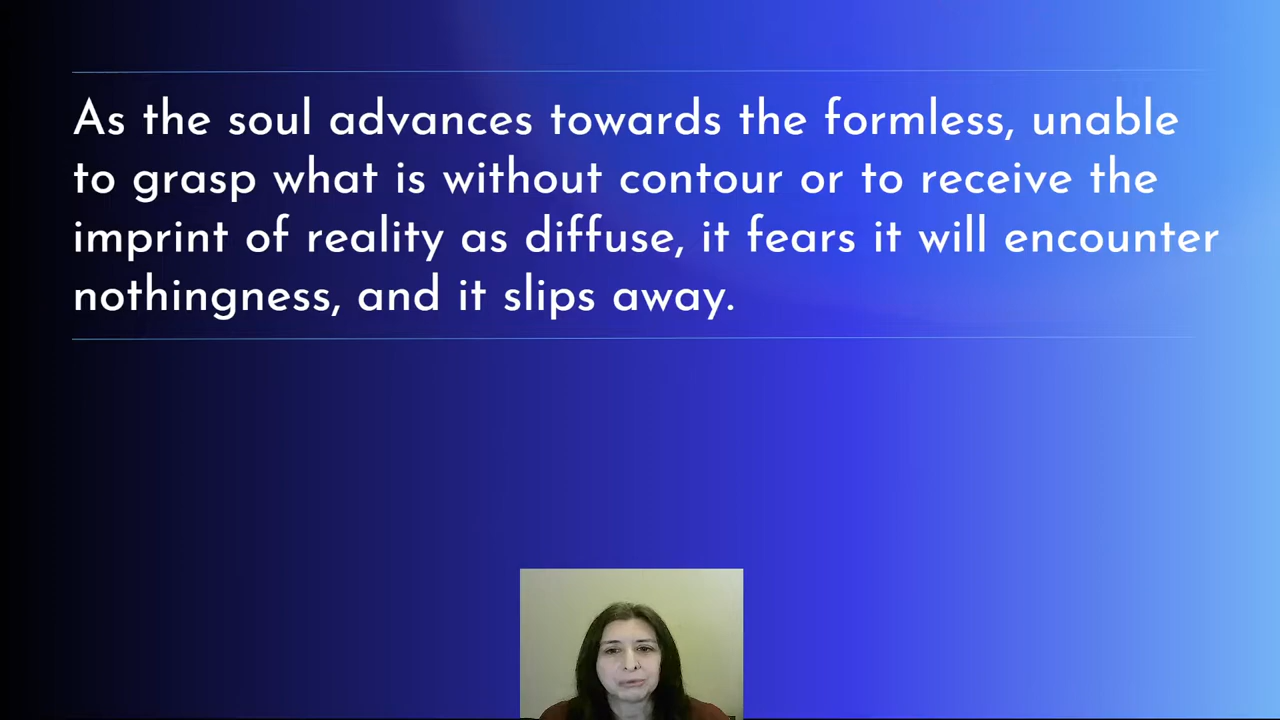 As the soul advances towards the formless, unable
to grasp what is without contour or to receive the
imprint of reality as diffuse, it fears it will encounter
nothingness, and it slips away.